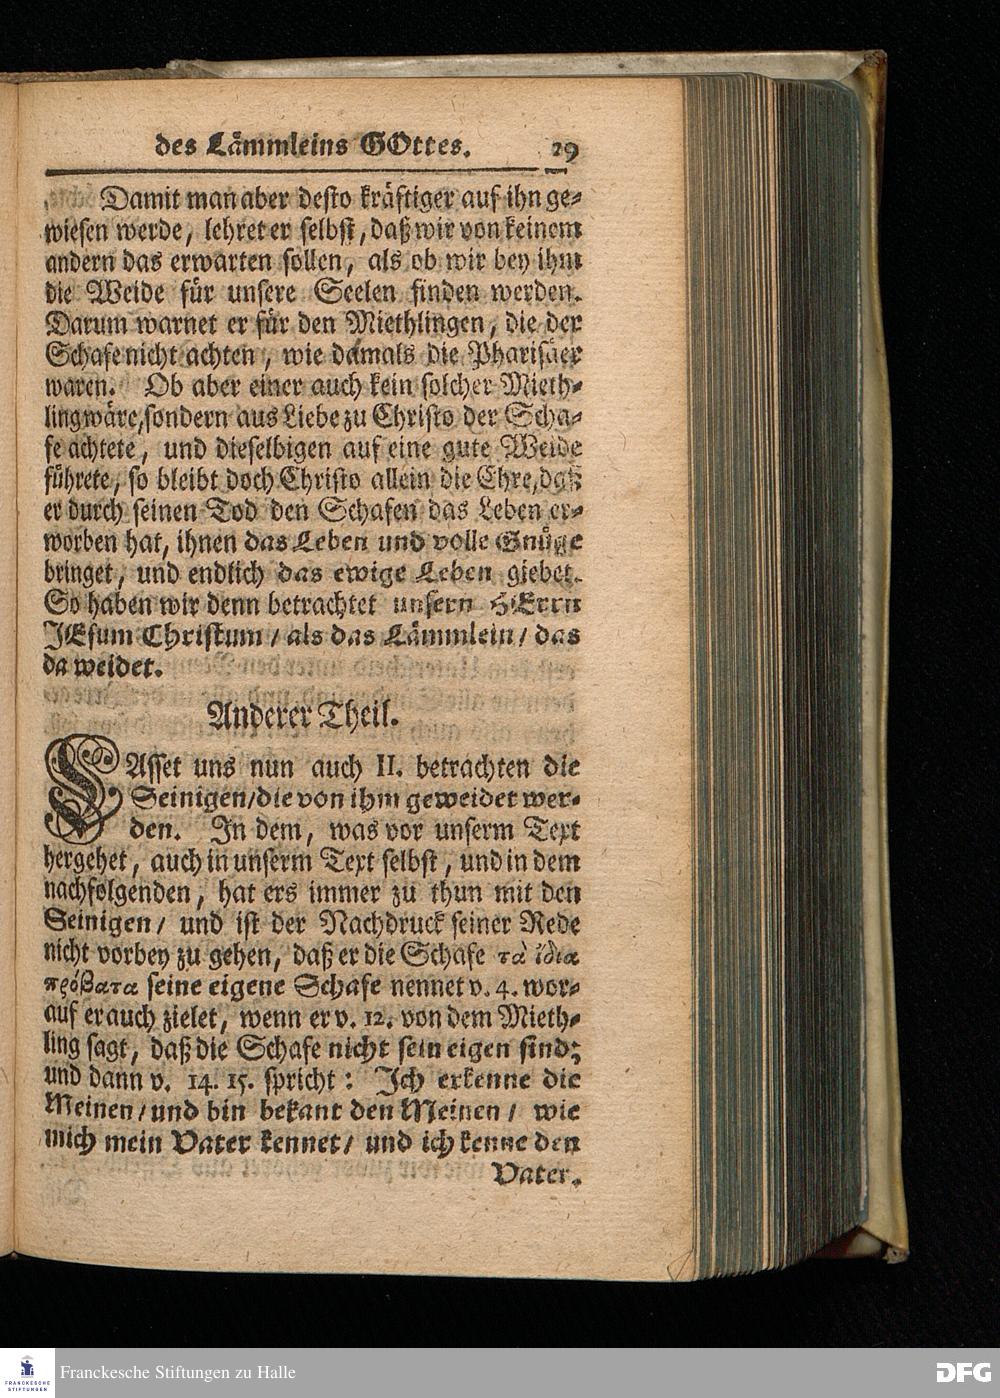 des Lämmleins GOttes. 29
Damit man aber desto kräftiger auf ihn ge-
wiesen werde, lehret er selbst, daß wir von keinem
andern das erwarten sollen, als ob wir bey ihm
die Weide für unsere Seelen finden werden.
Darum warnet er für den Miethlingen, die der
Schafe nicht achten, wie damals die Pharisäer
waren. Ob aber einer auch kein solcher Mieth-
ling wäre, sondern aus Liebe zu Christo der Scha-
fe achtete, und dieselbigen auf eine gute Weide
führete, so bleibt doch Christo allein die Ehre, daß
er durch seinen Tod den Schafen das Leben er-
worben hat, ihnen das Leben und volle Gnüge
bringet, und endlich das ewige Leben giebet.
So haben wir denn betrachtet unsern HErrn
JEsum Christum / als das Lämmlein / das
da weidet.
Anderer Theil.
LAsset uns nun auch II. betrachten die
Seinigen / die von ihm geweidet wer-
den. In dem, was vor unserm Text
hergehet, auch in unserm Text selbst, und in dem
nachfolgenden, hat ers immer zu thun mit den
Seinigen / und ist der Nachdruck seiner Rede
nicht vorbey zu gehen, daß er die Schafe τὰ ἴδια
πρόβατα seine eigene Schafe nennet v. 4. wor-
auf er auch zielet, wenn er v. 12. von dem Mieth-
ling sagt, daß die Schafe nicht sein eigen sind;
und dann v. 14. 15. spricht: Ich erkenne die
Meinen / und bin bekant den Meinen / wie
mich mein Vater kennet / und ich kenne den
Vater.
FRANCKESCHE
STIFTUNGEN
Franckesche Stiftungen zu Halle
DFG